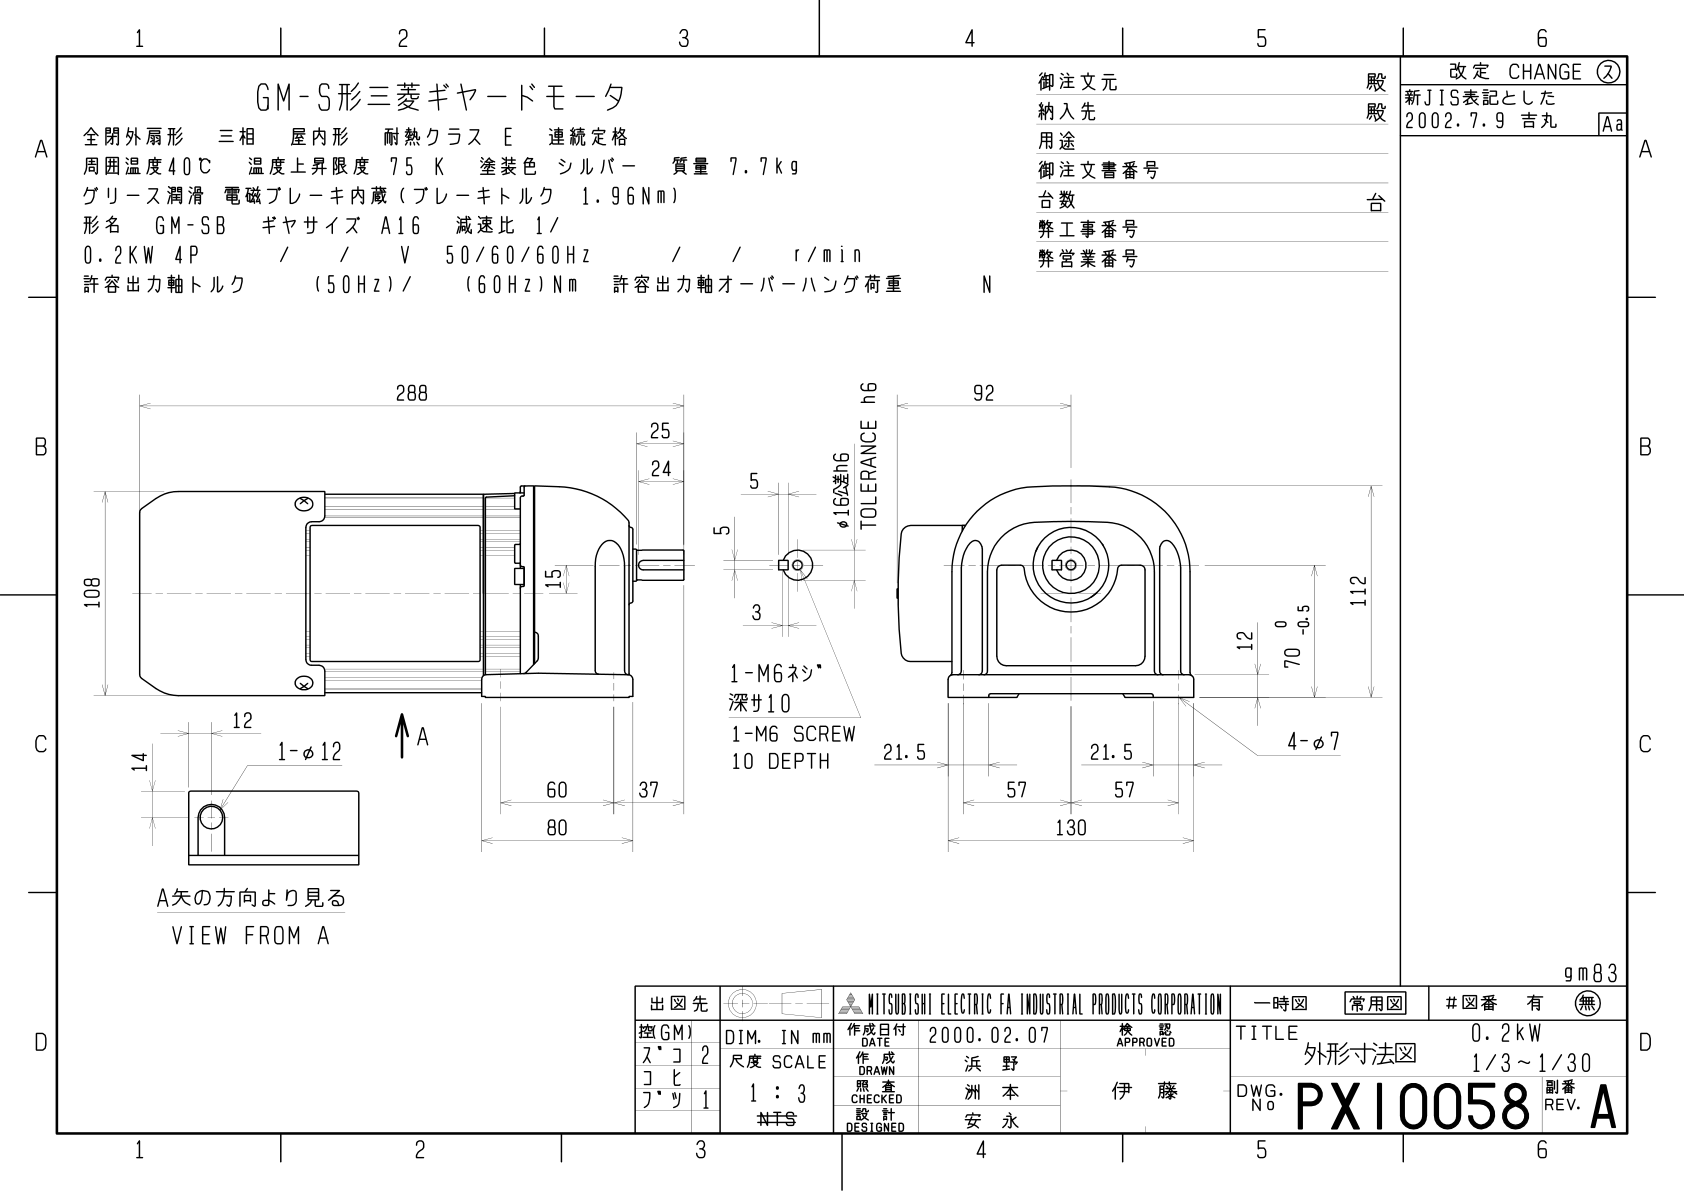 1 2 3 4 5 6
改定 CHANGE ス
新JIS表記とした
2002.7.9 吉丸 Aa
GM-S形三菱ギヤードモータ
全閉外扇形 三相 屋内形 耐熱クラス E 連続定格
周囲温度40℃ 温度上昇限度 75 K 塗装色 シルバー 質量 7.7kg
グリース潤滑 電磁ブレーキ内蔵(ブレーキトルク 1.96Nm)
形名 GM-SB ギヤサイズ A16 減速比 1/
0.2KW 4P / / V 50/60/60Hz / / r/min
許容出力軸トルク (50Hz)/ (60Hz)Nm 許容出力軸オーバーハング荷重 N
御注文元 殿
納入先 殿
用途
御注文書番号
台数 台
弊工事番号
弊営業番号
A A
B B
C C
D D
288
25
24
108
15
5
5
3
φ16公差h6
TOLERANCE h6
1-M6ネジ
深サ10
1-M6 SCREW
10 DEPTH
92
112
12
70 0 -0.5
4-φ7
21.5 21.5
57 57
130
60 37
80
A
12
1-φ12
14
A矢の方向より見る
VIEW FROM A
gm83
出図先
控(GM)
ズコ 2
コヒ
ブツ 1
DIM. IN mm
尺度 SCALE
1 : 3
NTS
MITSUBISHI ELECTRIC FA INDUSTRIAL PRODUCTS CORPORATION
作成日付 DATE 2000.02.07
作成 DRAWN 浜野
照査 CHECKED 洲本
設計 DESIGNED 安永
検認 APPROVED
伊藤
一時図 常用図 #図番 有 無
TITLE 0.2kW
外形寸法図 1/3~1/30
DWG. No PX10058 副番 REV. A
1 2 3 4 5 6